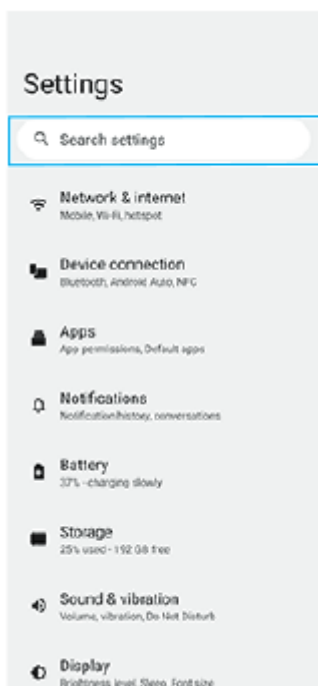 Settings
Search settings
Network & internet
Mobile, Wi-Fi, hotspot
Device connection
Bluetooth, Android Auto, NFC
Apps
App permissions, Default apps
Notifications
Notification history, conversations
Battery
37% - charging slowly
Storage
25% used - 192 GB free
Sound & vibration
Volume, vibration, Do Not Disturb
Display
Brightness level, Sleep, Font size